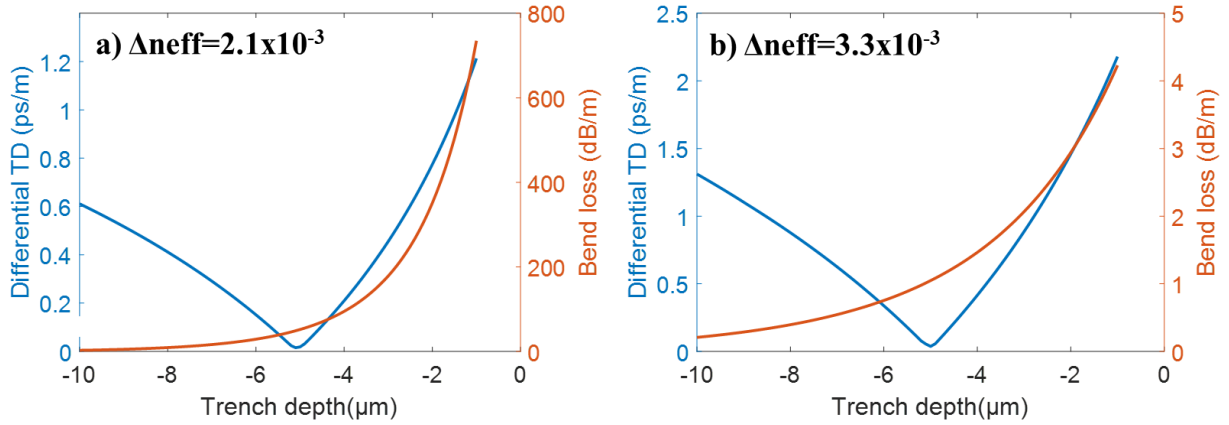 a) Δneff=2.1x10⁻³
Differential TD (ps/m)
1.2
1
0.8
0.6
0.4
0.2
0
800
600
400
200
0
Bend loss (dB/m)
-10 -8 -6 -4 -2 0
Trench depth(μm)
b) Δneff=3.3x10⁻³
Differential TD (ps/m)
2.5
2
1.5
1
0.5
0
5
4
3
2
1
0
Bend loss (dB/m)
-10 -8 -6 -4 -2 0
Trench depth(μm)